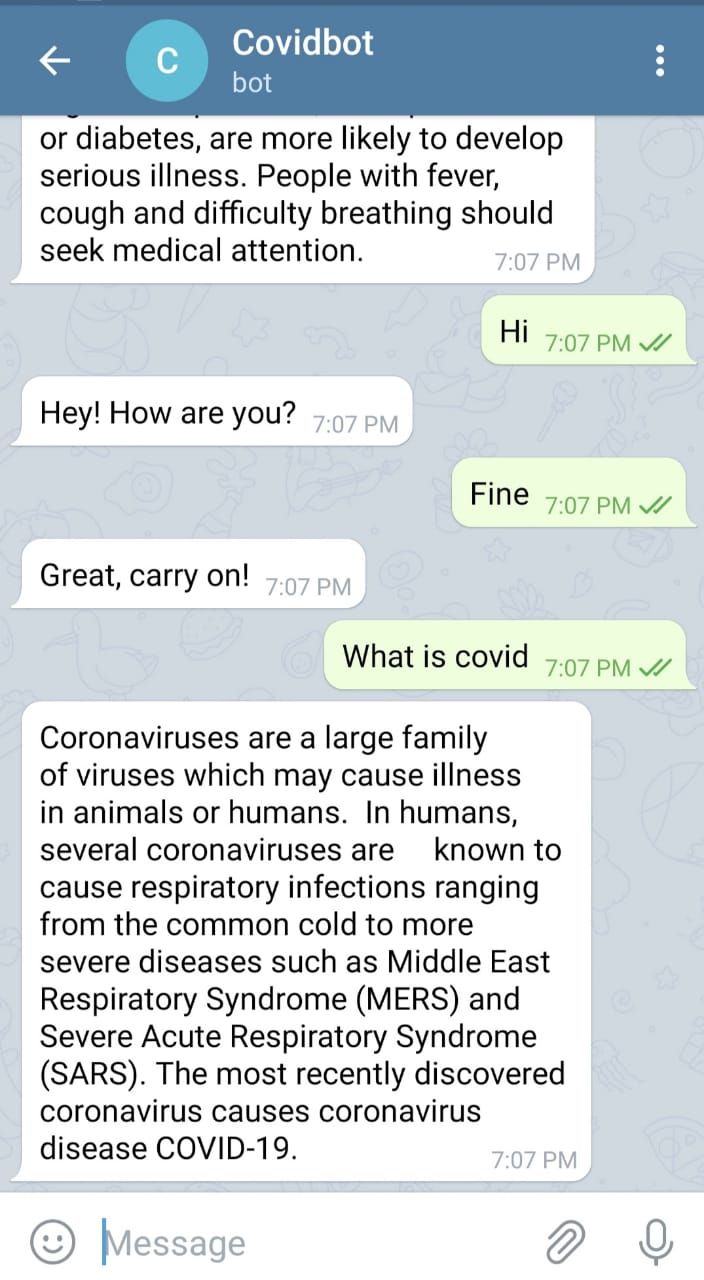 Covidbot
C
bot
or diabetes, are more likely to develop
serious illness. People with fever,
cough and difficulty breathing should
seek medical attention.
7:07 PM
Hi 7:07 PM
Hey! How are you? 7:07 PM
Fine 7:07 PM
Great, carry on! 7:07 PM
What is covid 7:07 PM
Coronaviruses are a large family
of viruses which may cause illness
in animals or humans.  In humans,
several coronaviruses are    known to
cause respiratory infections ranging
from the common cold to more
severe diseases such as Middle East
Respiratory Syndrome (MERS) and
Severe Acute Respiratory Syndrome
(SARS). The most recently discovered
coronavirus causes coronavirus
disease COVID-19.
7:07 PM
Message